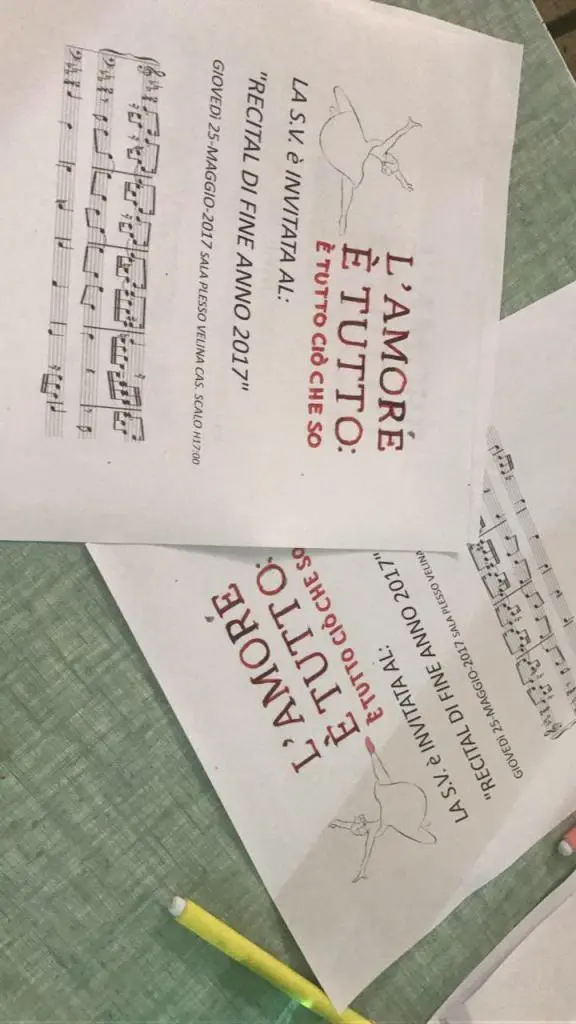 L'AMORÉ
È TUTTO:
È TUTTO CIÒ CHE SO
LA S.V. è INVITATA AL:
"RECITAL DI FINE ANNO 2017"
GIOVEDÌ 25-MAGGIO-2017 SALA PLESSO VELINA CAS. SCALO H17:00
L'AMORÉ
È TUTTO:
È TUTTO CIÒ CHE SO
LA S.V. è INVITATA AL:
"RECITAL DI FINE ANNO 2017"
GIOVEDÌ 25-MAGGIO-2017 SALA PLESSO VELINA